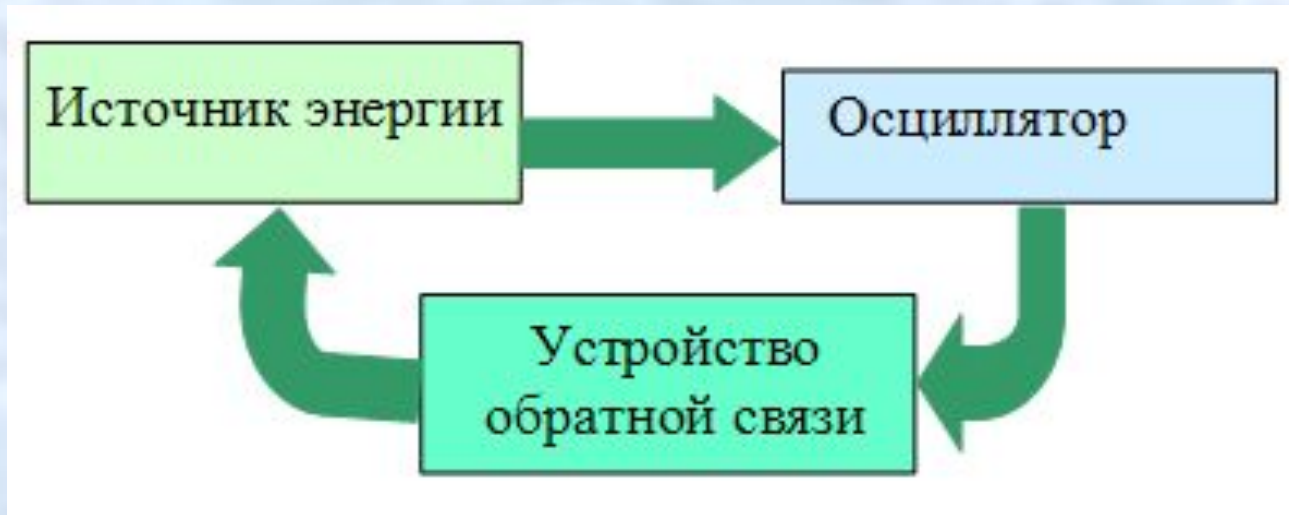 Источник энергии
Осциллятор
Устройство
обратной связи